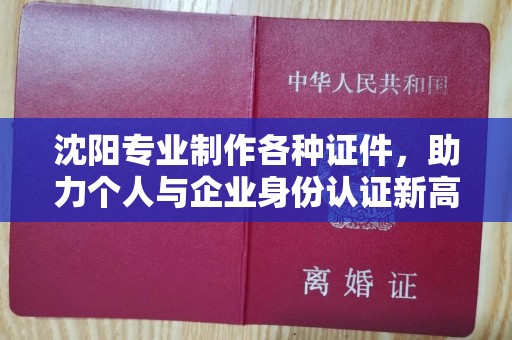 中华人民共和国
沈阳专业制作各种证件，助
力个人与企业身份认证新高
离婚证